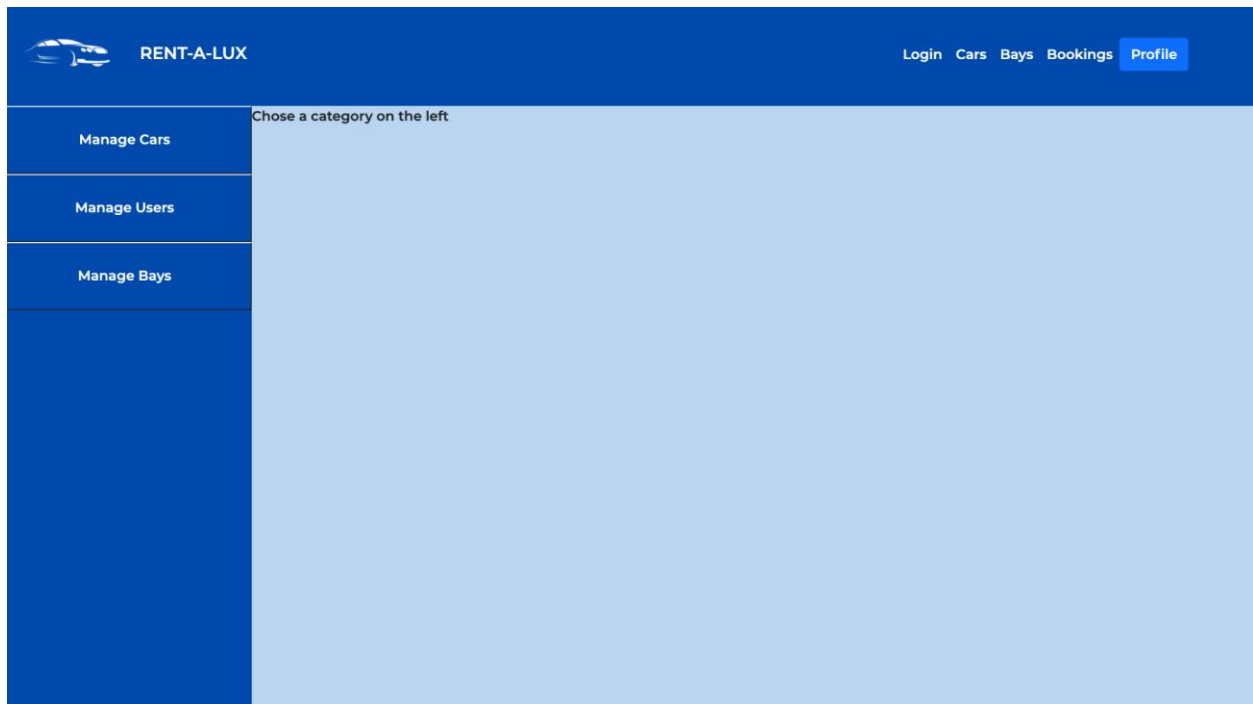 RENT-A-LUX
Login Cars Bays Bookings Profile
Manage Cars
Chose a category on the left
Manage Users
Manage Bays